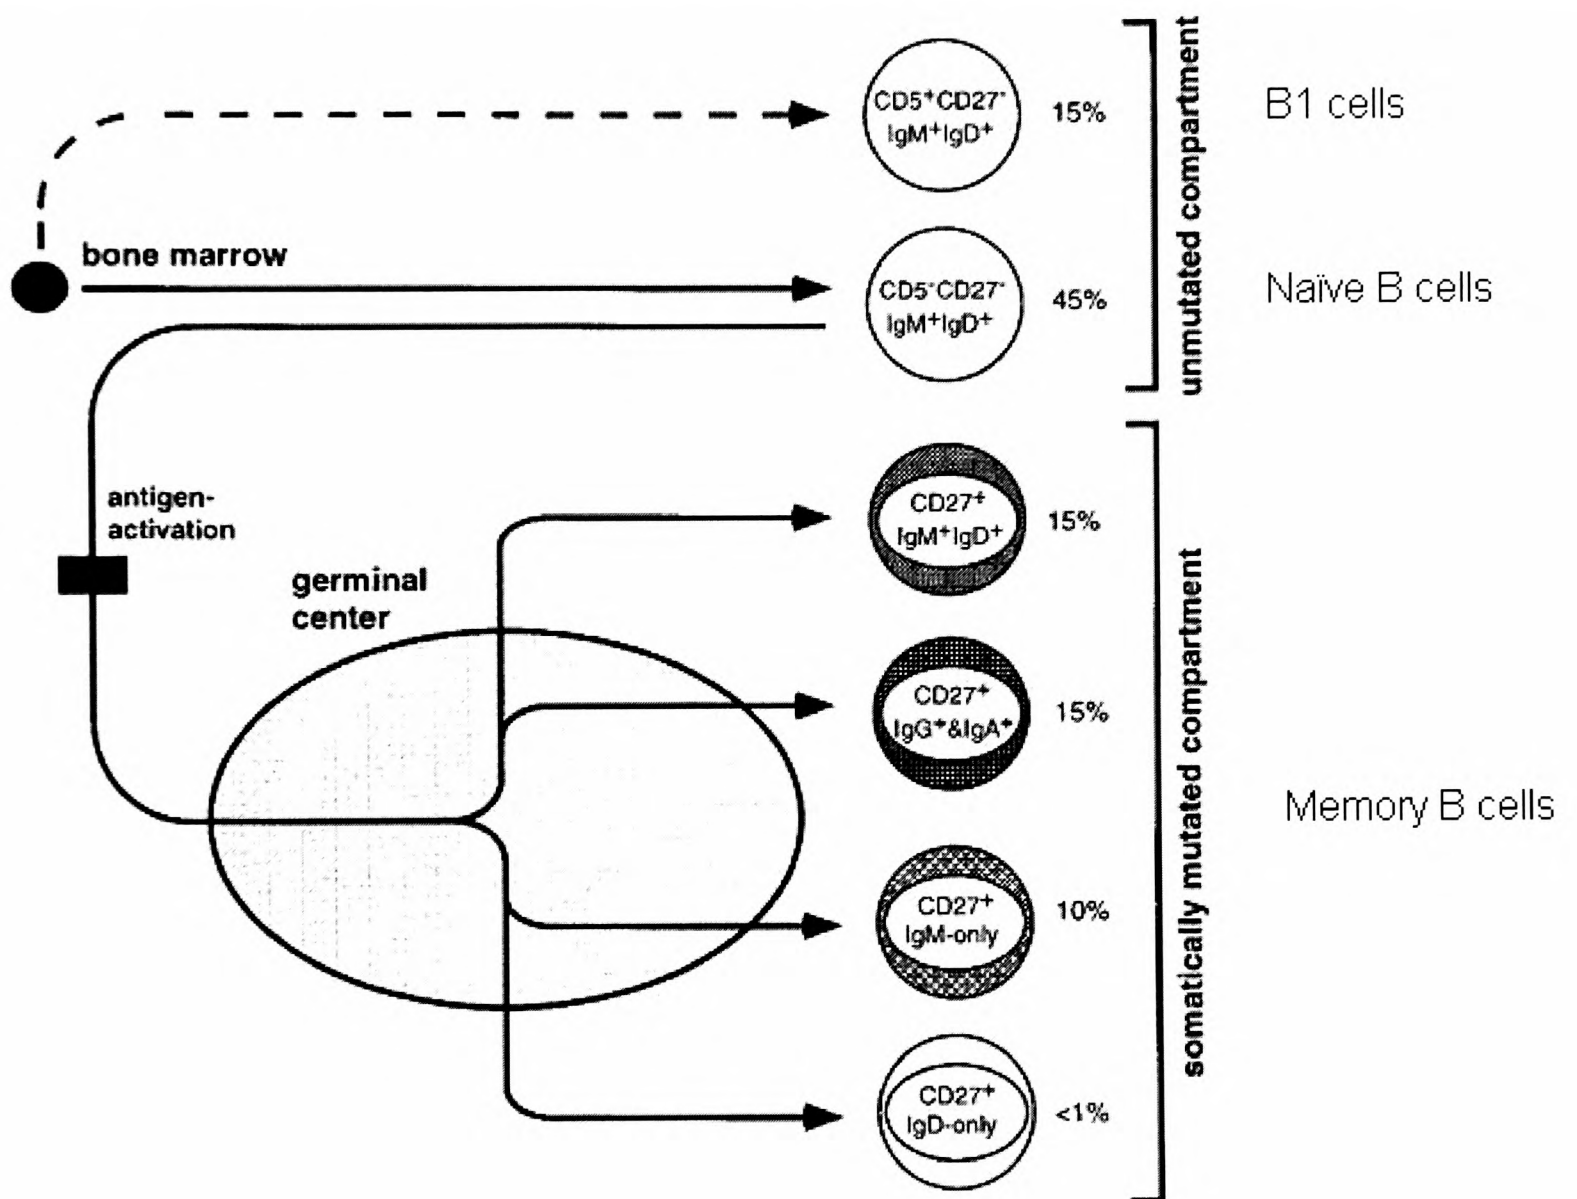 CD5⁺CD27⁻
IgM⁺IgD⁺
15%
B1 cells
bone marrow
CD5⁻CD27⁻
IgM⁺IgD⁺
45%
Naïve B cells
unmutated compartment
antigen-
activation
germinal
center
CD27⁺
IgM⁺IgD⁺
15%
CD27⁺
IgG⁺&IgA⁺
15%
CD27⁺
IgM-only
10%
CD27⁺
IgD-only
<1%
somatically mutated compartment
Memory B cells